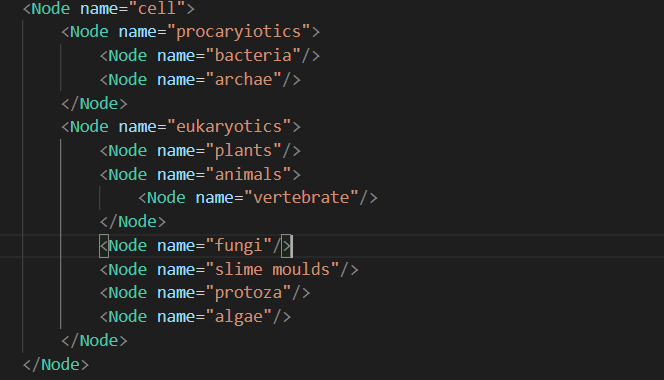 <Node name="cell">
<Node name="procaryiotics">
<Node name="bacteria"/>
<Node name="archae"/>
</Node>
<Node name="eukaryotics">
<Node name="plants"/>
<Node name="animals">
<Node name="vertebrate"/>
</Node>
<Node name="fungi"/>
<Node name="slime moulds"/>
<Node name="protoza"/>
<Node name="algae"/>
</Node>
</Node>